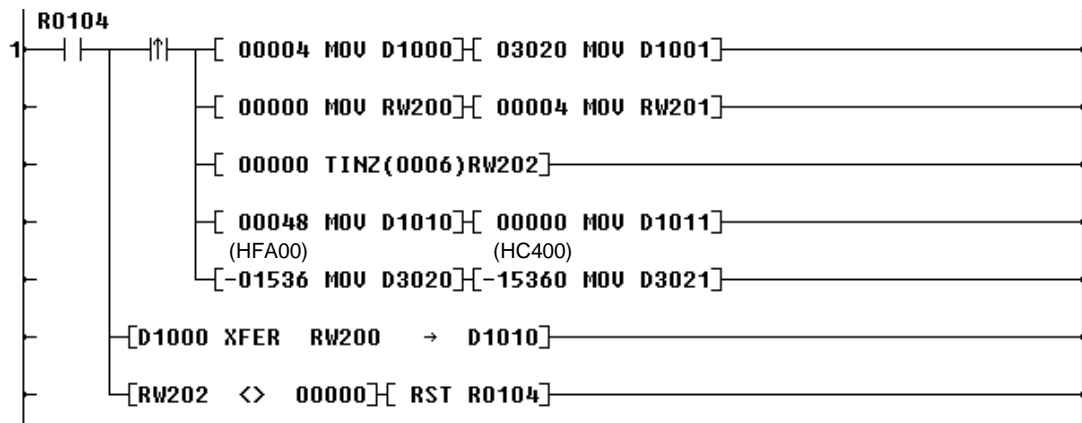 R0104
1 [ 00004 MOV D1000][ 03020 MOV D1001]
[ 00000 MOV RW200][ 00004 MOV RW201]
[ 00000 TINZ(0006)RW202]
[ 00048 MOV D1010][ 00000 MOV D1011]
(HFA00) (HC400)
[-01536 MOV D3020][-15360 MOV D3021]
[D1000 XFER RW200 → D1010]
[RW202 <> 00000][ RST R0104]